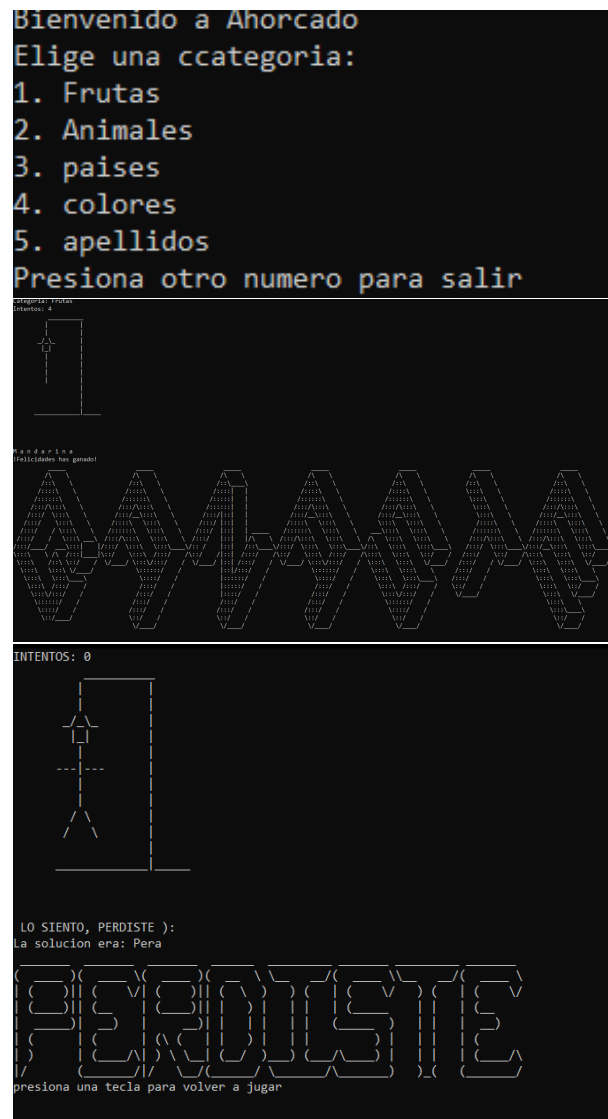 Bienvenido a Ahorcado
Elige una ccategoria:
1. Frutas
2. Animales
3. paises
4. colores
5. apellidos
Presiona otro numero para salir
Categoria: Frutas
Intentos: 4
M a n d a r i n a
!Felicidades has ganado!
GANASTE
INTENTOS: 0
LO SIENTO, PERDISTE ):
La solucion era: Pera
PERDISTE
presiona una tecla para volver a jugar